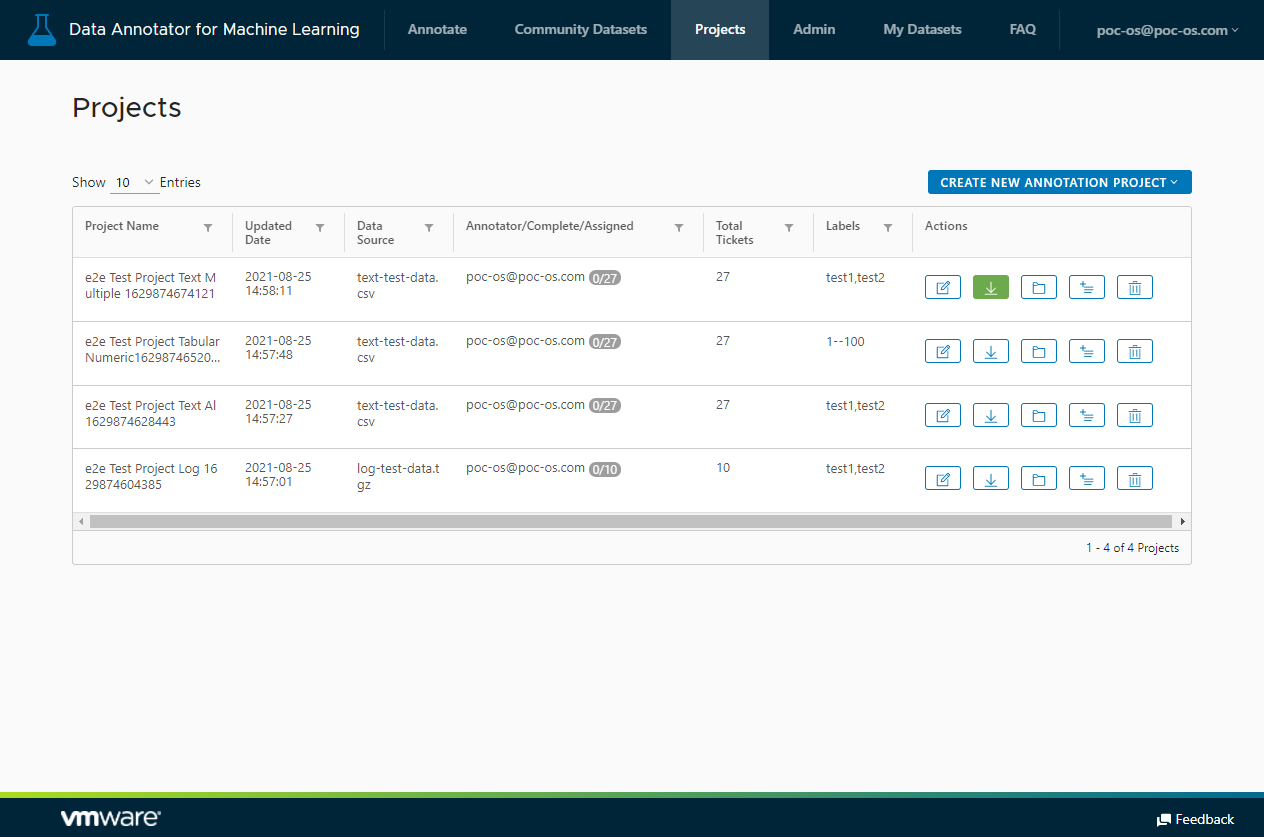 Data Annotator for Machine Learning Annotate Community Datasets Projects Admin My Datasets FAQ poc-os@poc-os.com
Projects
Show 10 Entries CREATE NEW ANNOTATION PROJECT
Project Name Updated Date Data Source Annotator/Complete/Assigned Total Tickets Labels Actions
e2e Test Project Text M 2021-08-25 text-test-data. poc-os@poc-os.com 0/27 27 test1,test2
ultiple 1629874674121 14:58:11 csv
e2e Test Project Tabular 2021-08-25 text-test-data. poc-os@poc-os.com 0/27 27 1--100
Numeric16298746520... 14:57:48 csv
e2e Test Project Text Al 2021-08-25 text-test-data. poc-os@poc-os.com 0/27 27 test1,test2
1629874628443 14:57:27 csv
e2e Test Project Log 16 2021-08-25 log-test-data.t poc-os@poc-os.com 0/10 10 test1,test2
29874604385 14:57:01 gz
1 - 4 of 4 Projects
vmware Feedback